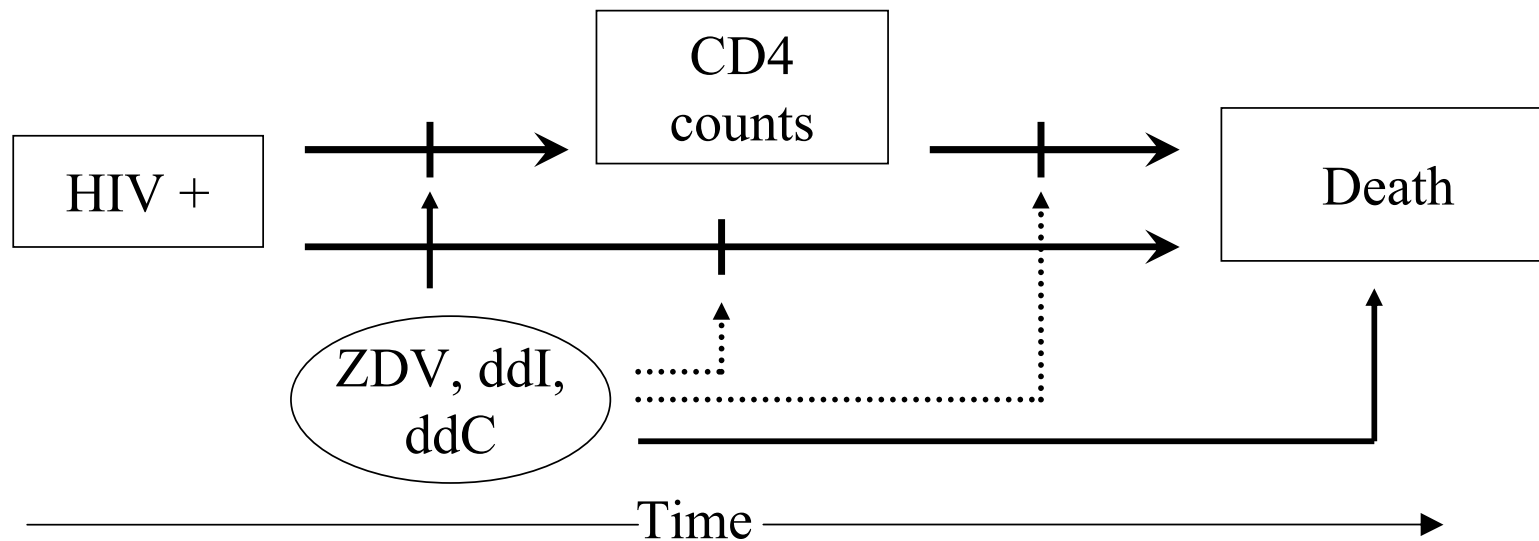 CD4
counts
HIV +
Death
ZDV, ddI,
ddC
Time